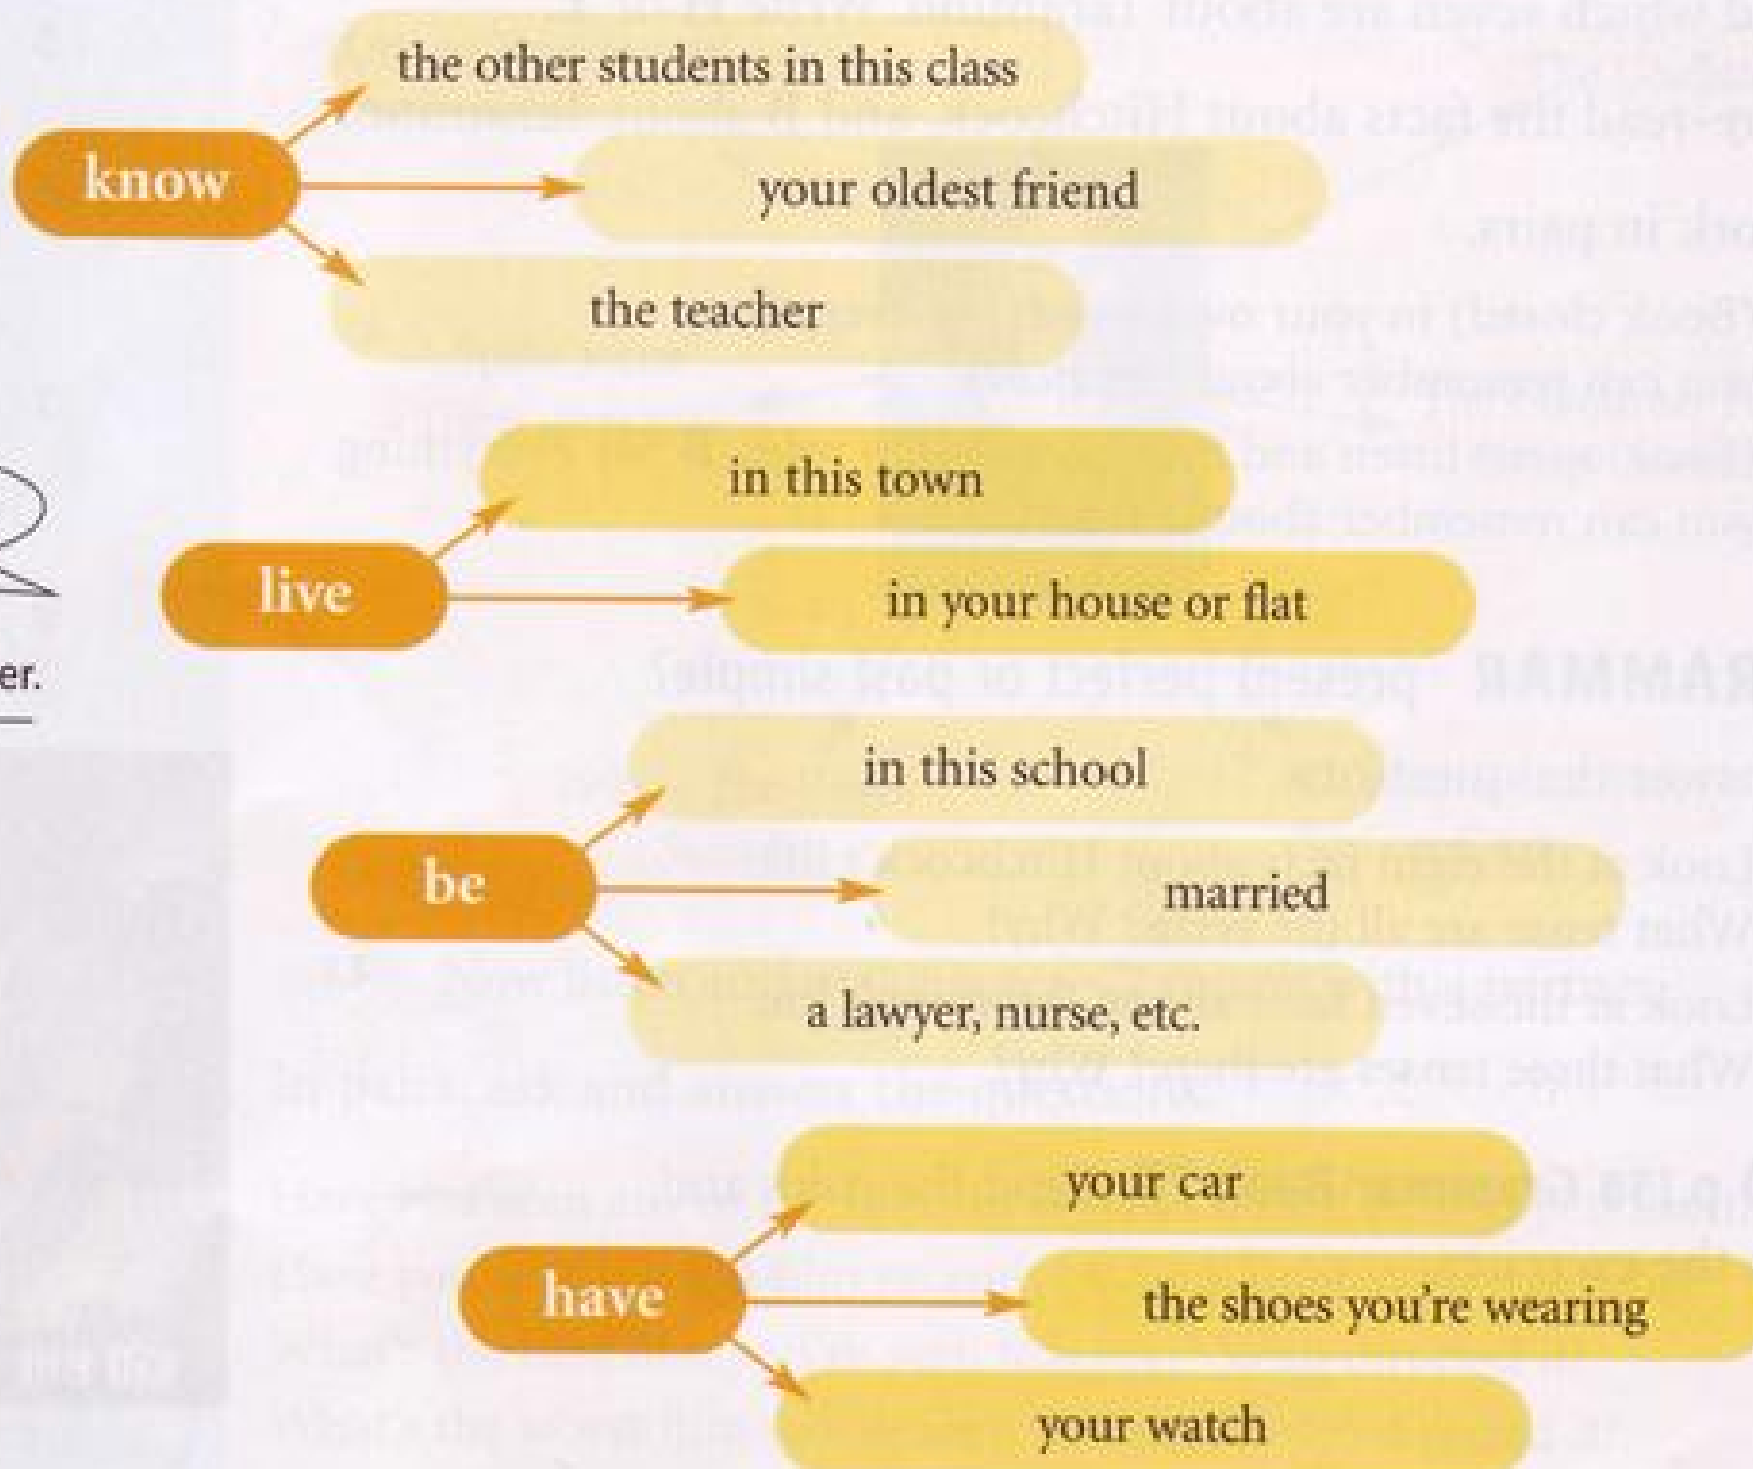 know
the other students in this class
your oldest friend
the teacher
live
in this town
in your house or flat
er.
be
in this school
married
a lawyer, nurse, etc.
have
your car
the shoes you're wearing
your watch